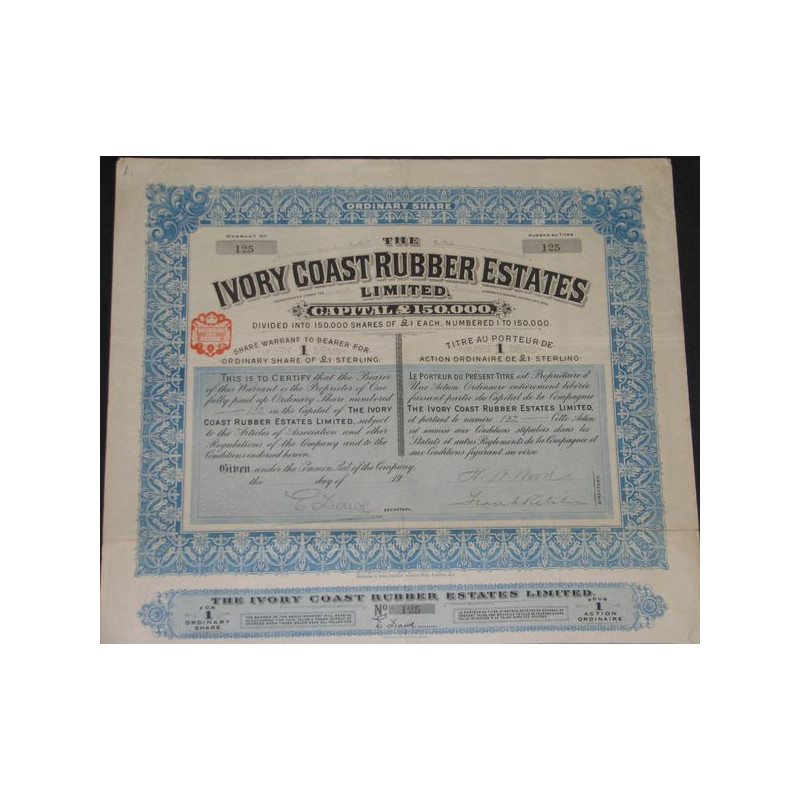 ORDINARY SHARE
WARRANT Nº NUMERO DU TITRE
125 125
THE
IVORY COAST RUBBER ESTATES
LIMITED.
CAPITAL £150,000,
DIVIDED INTO 150,000 SHARES OF £1 EACH, NUMBERED 1 TO 150,000.
SHARE WARRANT TO BEARER FOR
1
ORDINARY SHARE OF £1 STERLING.
THIS IS TO CERTIFY that the Bearer
of this Warrant is the Proprietor of One
fully paid up Ordinary Share numbered
132 in the Capital of THE IVORY
COAST RUBBER ESTATES LIMITED, subject
to the Articles of Association and other
Regulations of the Company and to the
Conditions endorsed hereon.
Given under the Common Seal of the Company,
the day of 19
SECRETARY.
TITRE AU PORTEUR DE
1
ACTION ORDINAIRE DE £1 STERLING.
LE PORTEUR DU PRÉSENT TITRE est Propriétaire d'
Une Action Ordinaire entièrement libérée
faisant partie du Capital de la Compagnie
THE IVORY COAST RUBBER ESTATES LIMITED,
et portant le numéro 132 Cette Action
est soumise aux conditions stipulées dans les
Statuts et autres Règlements de la Compagnie et
aux Conditions figurant au verso.
DIRECTORS.
THE IVORY COAST RUBBER ESTATES LIMITED.
FOR
1
ORDINARY
SHARE.
No 125
POUR
1
ACTION
ORDINAIRE.